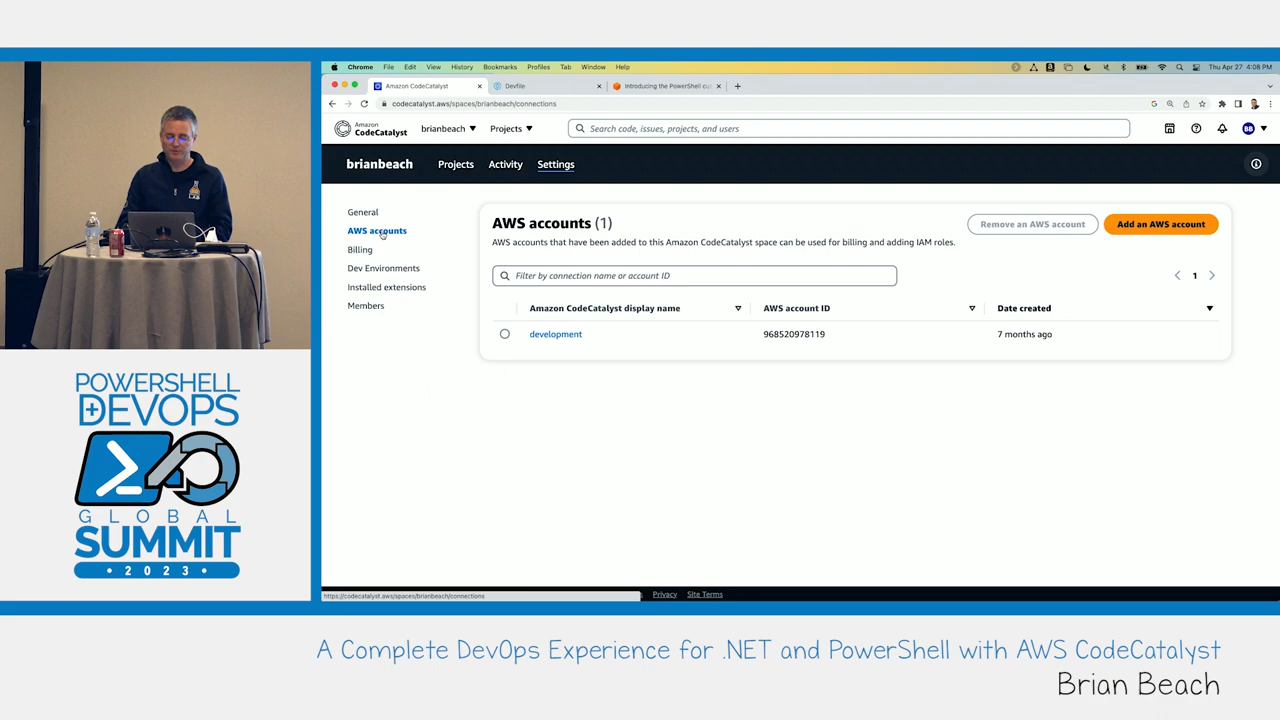 Chrome File Edit View History Bookmarks Profiles Tab Window Help
Thu Apr 27 4:08 PM
Amazon CodeCatalyst
Devfile
Introducing the PowerShell cu
codecatalyst.aws/spaces/brianbeach/connections
Amazon
CodeCatalyst
brianbeach
Projects
Search code, issues, projects, and users
BB
brianbeach
Projects
Activity
Settings
General
AWS accounts
Billing
Dev Environments
Installed extensions
Members
AWS accounts (1)
Remove an AWS account
Add an AWS account
AWS accounts that have been added to this Amazon CodeCatalyst space can be used for billing and adding IAM roles.
Filter by connection name or account ID
1
Amazon CodeCatalyst display name
AWS account ID
Date created
development
968520978119
7 months ago
https://codecatalyst.aws/spaces/brianbeach/connections
Privacy
Site Terms
LAB
POWERSHELL
+DEVOPS
GLOBAL
SUMMIT
• 2023 •
A Complete DevOps Experience for .NET and PowerShell with AWS CodeCatalyst
Brian Beach